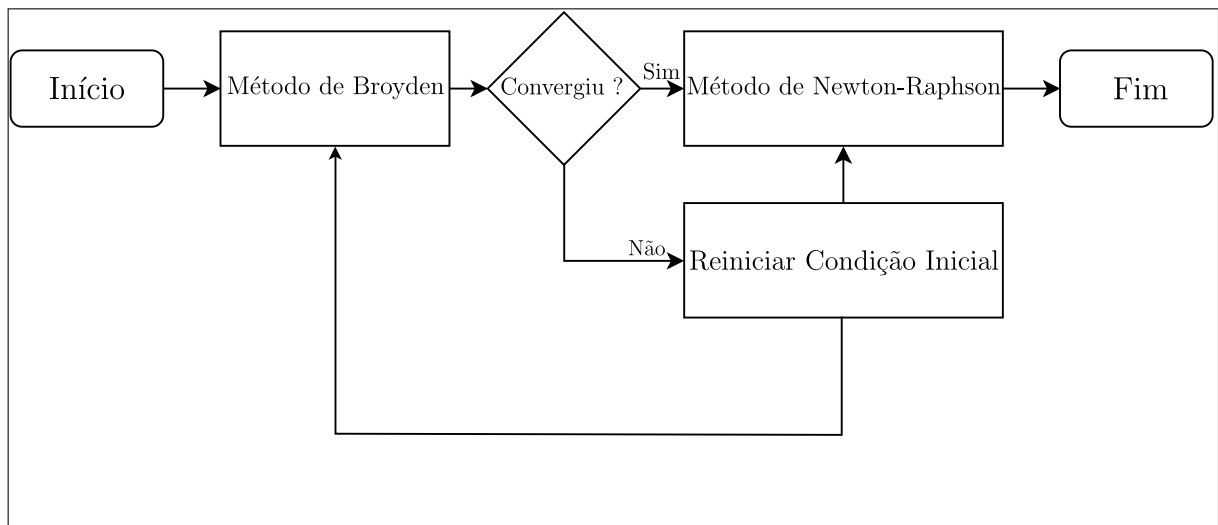 Início
Método de Broyden
Convergiu ?
Sim
Método de Newton-Raphson
Fim
Não
Reiniciar Condição Inicial